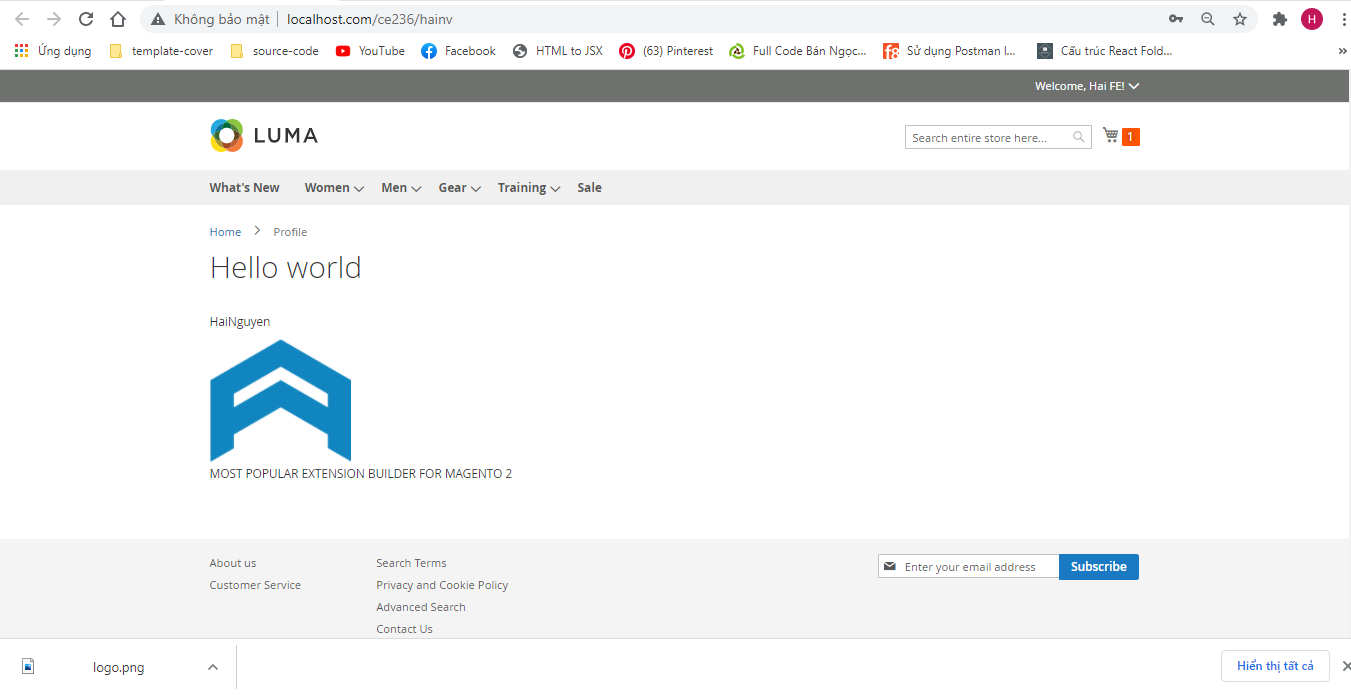 Không bảo mật localhost.com/ce236/hainv H
Ứng dụng template-cover source-code YouTube Facebook HTML to JSX (63) Pinterest Full Code Bán Ngọc... Sử dụng Postman l... Cấu trúc React Fold... »
Welcome, Hai FE!
LUMA Search entire store here... 1
What's New Women Men Gear Training Sale
Home Profile
Hello world
HaiNguyen
MOST POPULAR EXTENSION BUILDER FOR MAGENTO 2
About us Search Terms Enter your email address Subscribe
Customer Service Privacy and Cookie Policy
Advanced Search
Contact Us
logo.png Hiển thị tất cả